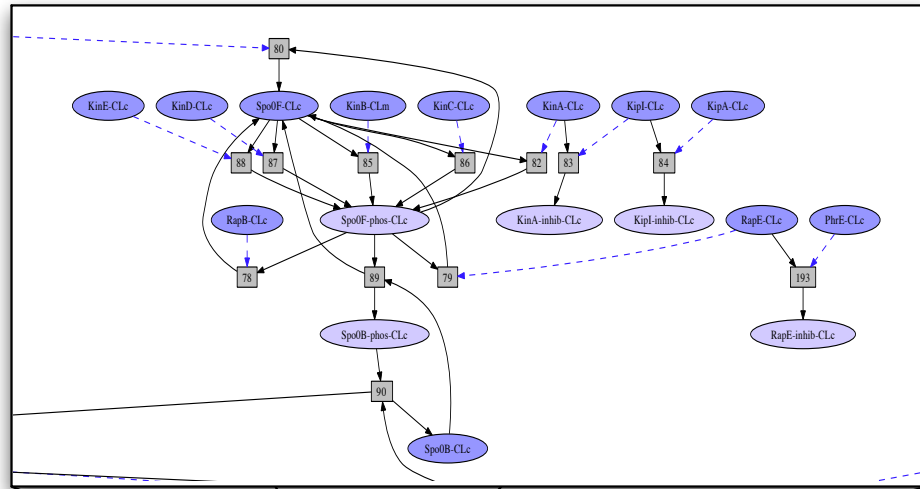 80
KinE-CLc
KinD-CLc
Spo0F-CLc
KinB-CLm
KinC-CLc
KinA-CLc
KipI-CLc
KipA-CLc
88
87
85
86
82
83
84
RapB-CLc
Spo0F-phos-CLc
KinA-inhib-CLc
KipI-inhib-CLc
RapE-CLc
PhrE-CLc
78
89
79
193
Spo0B-phos-CLc
RapE-inhib-CLc
90
Spo0B-CLc